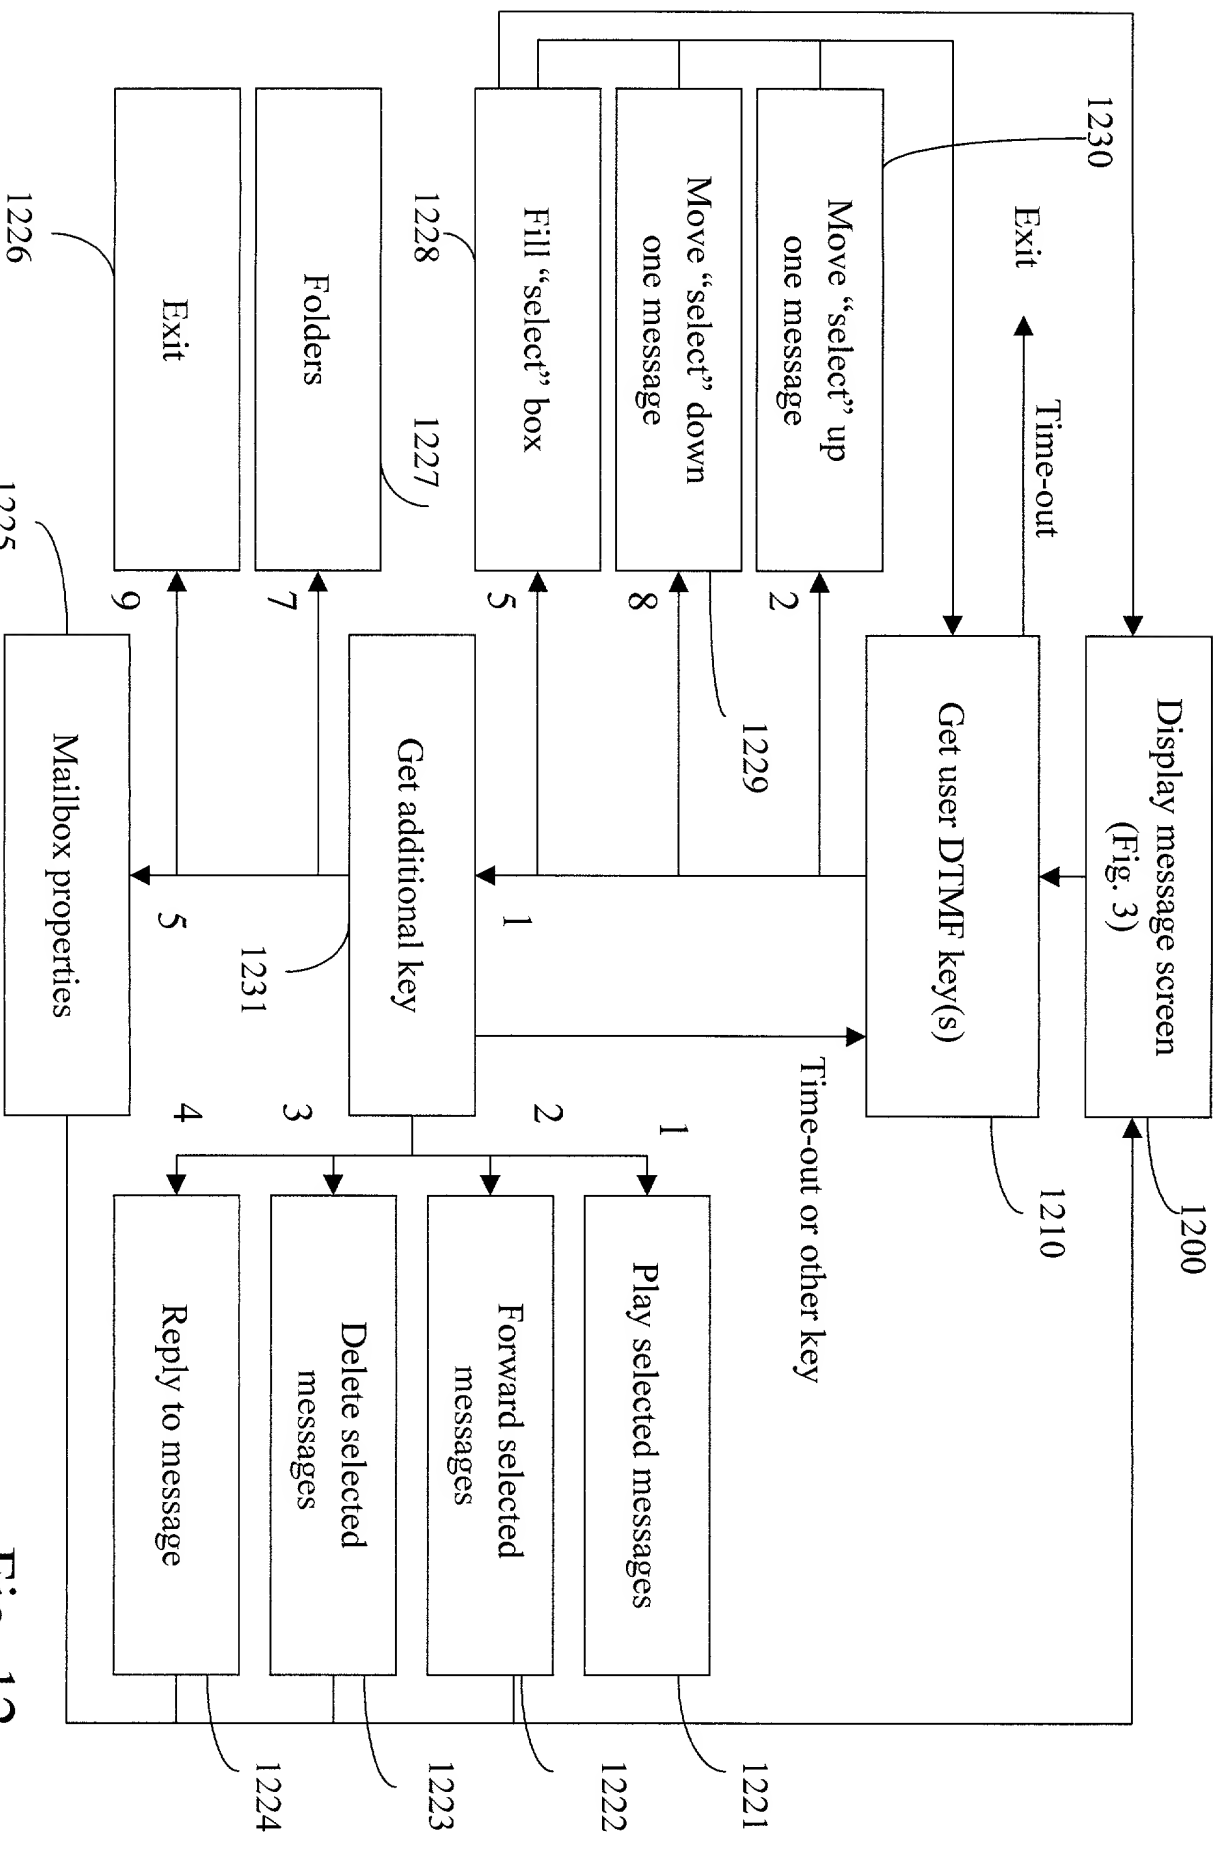 1200
Display message screen
(Fig. 3)
1210
Get user DTMF key(s)
Time-out
Exit
1230
Move “select” up
one message
2
1229
Move “select” down
one message
8
1228
Fill “select” box
5
1
Time-out or other key
Get additional key
1231
1
Play selected messages
1221
2
Forward selected
messages
1222
3
Delete selected
messages
1223
4
Reply to message
1224
7
Folders
1227
9
Exit
1226
5
Mailbox properties
1225
Fig. 12